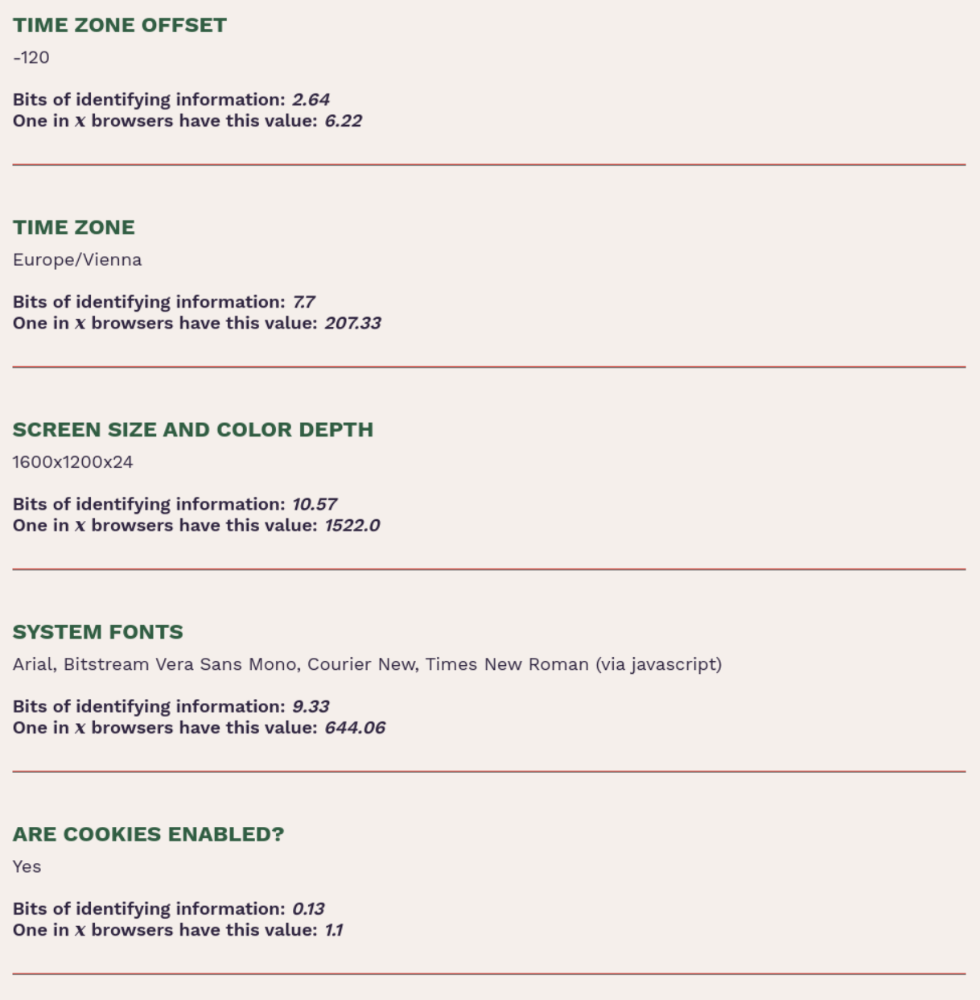 TIME ZONE OFFSET
-120
Bits of identifying information: 2.64
One in x browsers have this value: 6.22
TIME ZONE
Europe/Vienna
Bits of identifying information: 7.7
One in x browsers have this value: 207.33
SCREEN SIZE AND COLOR DEPTH
1600x1200x24
Bits of identifying information: 10.57
One in x browsers have this value: 1522.0
SYSTEM FONTS
Arial, Bitstream Vera Sans Mono, Courier New, Times New Roman (via javascript)
Bits of identifying information: 9.33
One in x browsers have this value: 644.06
ARE COOKIES ENABLED?
Yes
Bits of identifying information: 0.13
One in x browsers have this value: 1.1